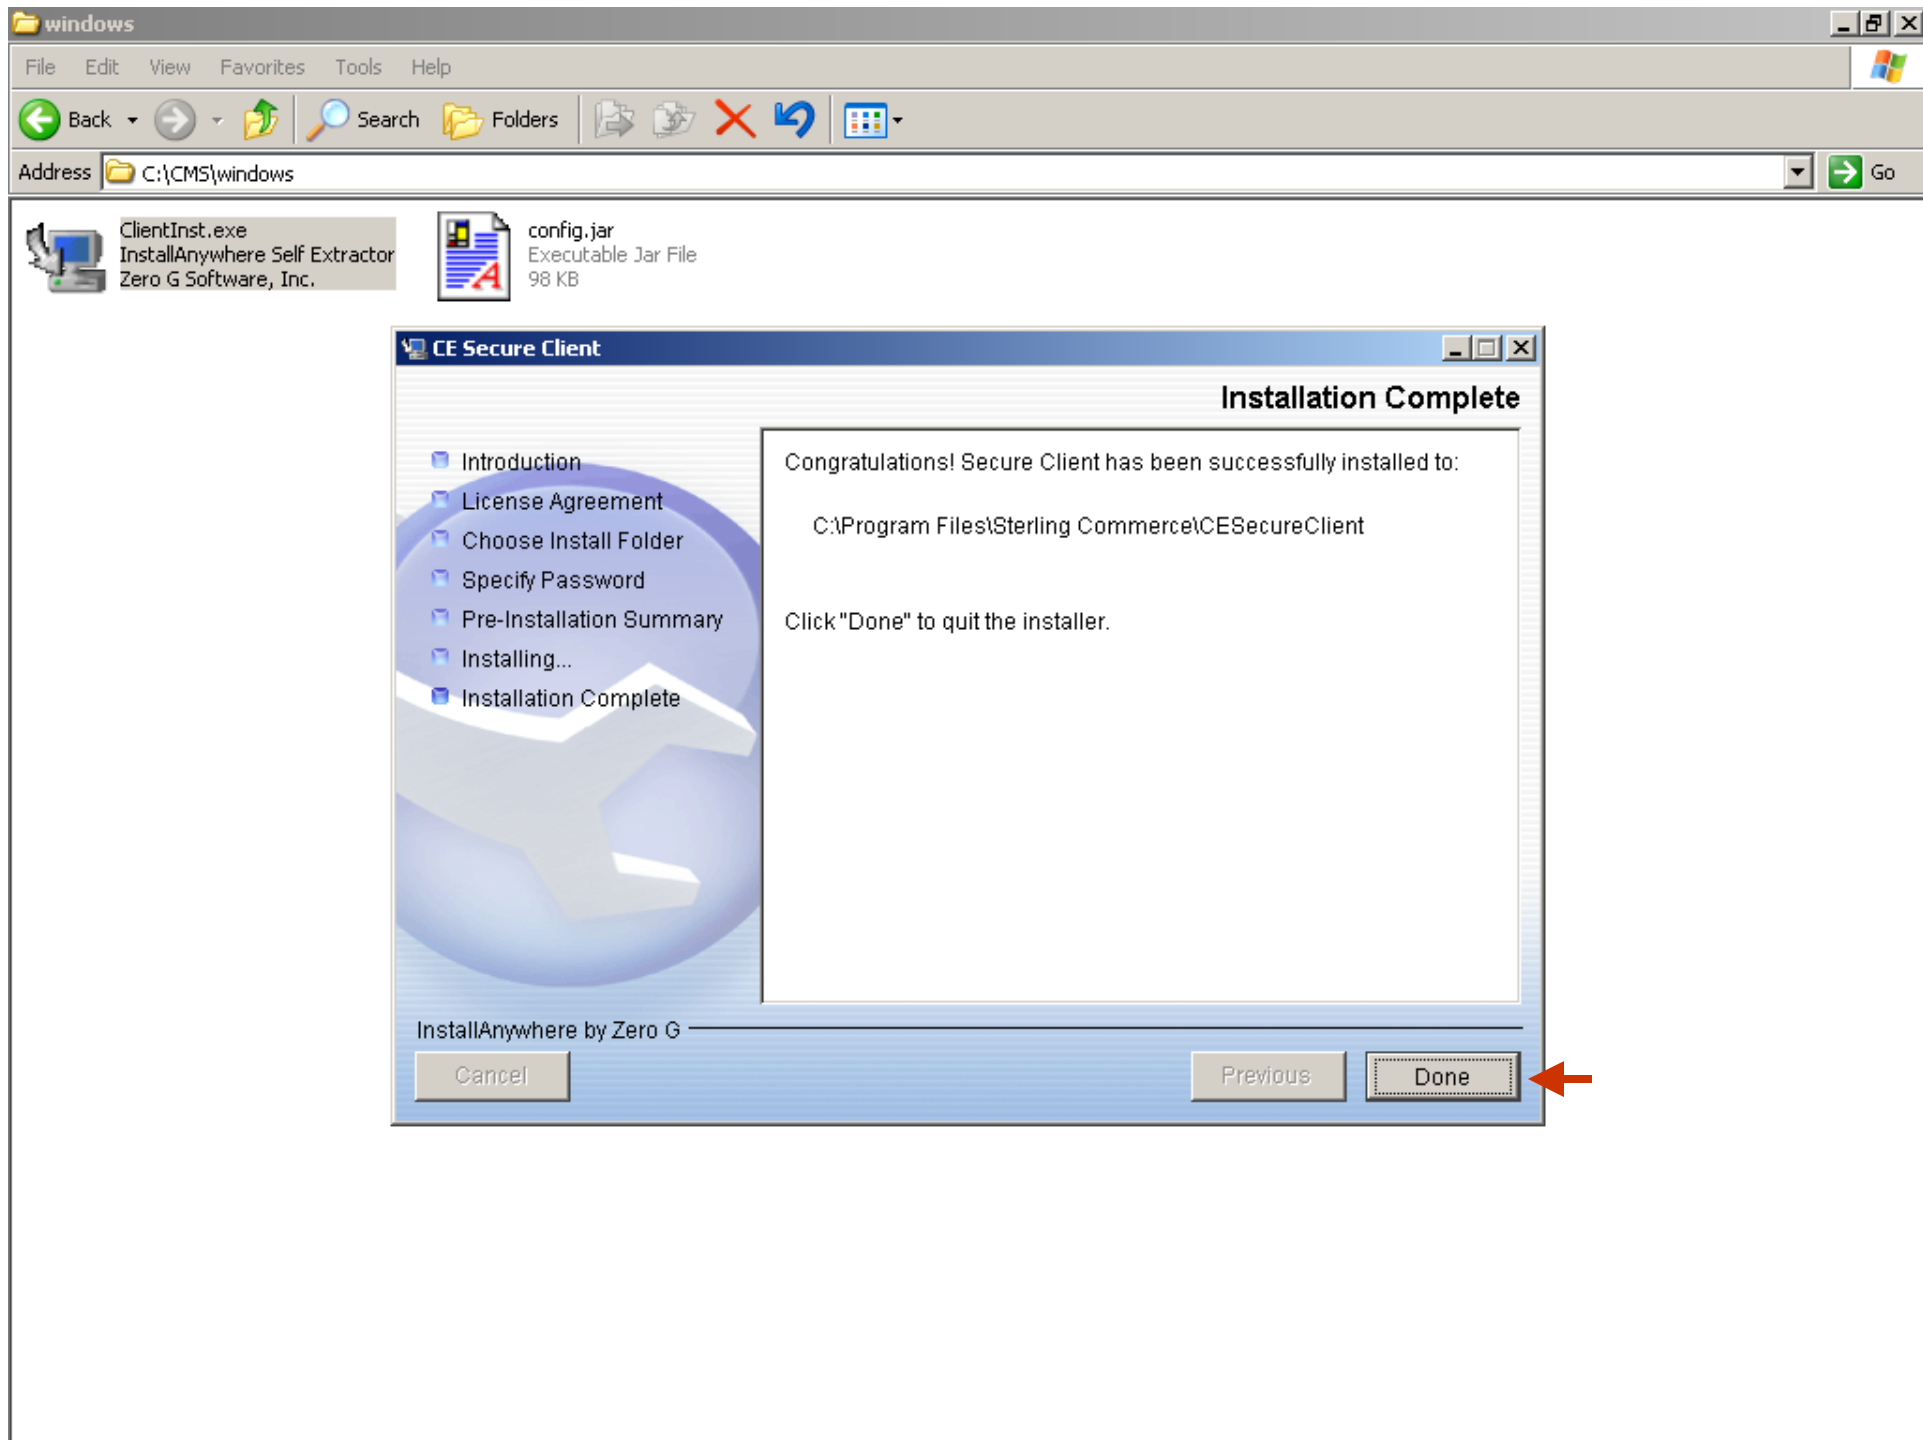 windows
File Edit View Favorites Tools Help
Back Search Folders
Address C:\CMS\windows Go
ClientInst.exe
InstallAnywhere Self Extractor
Zero G Software, Inc.
config.jar
Executable Jar File
98 KB
CE Secure Client
Installation Complete
Introduction
License Agreement
Choose Install Folder
Specify Password
Pre-Installation Summary
Installing...
Installation Complete
Congratulations! Secure Client has been successfully installed to:
C:\Program Files\Sterling Commerce\CESecureClient
Click "Done" to quit the installer.
InstallAnywhere by Zero G
Cancel Previous Done